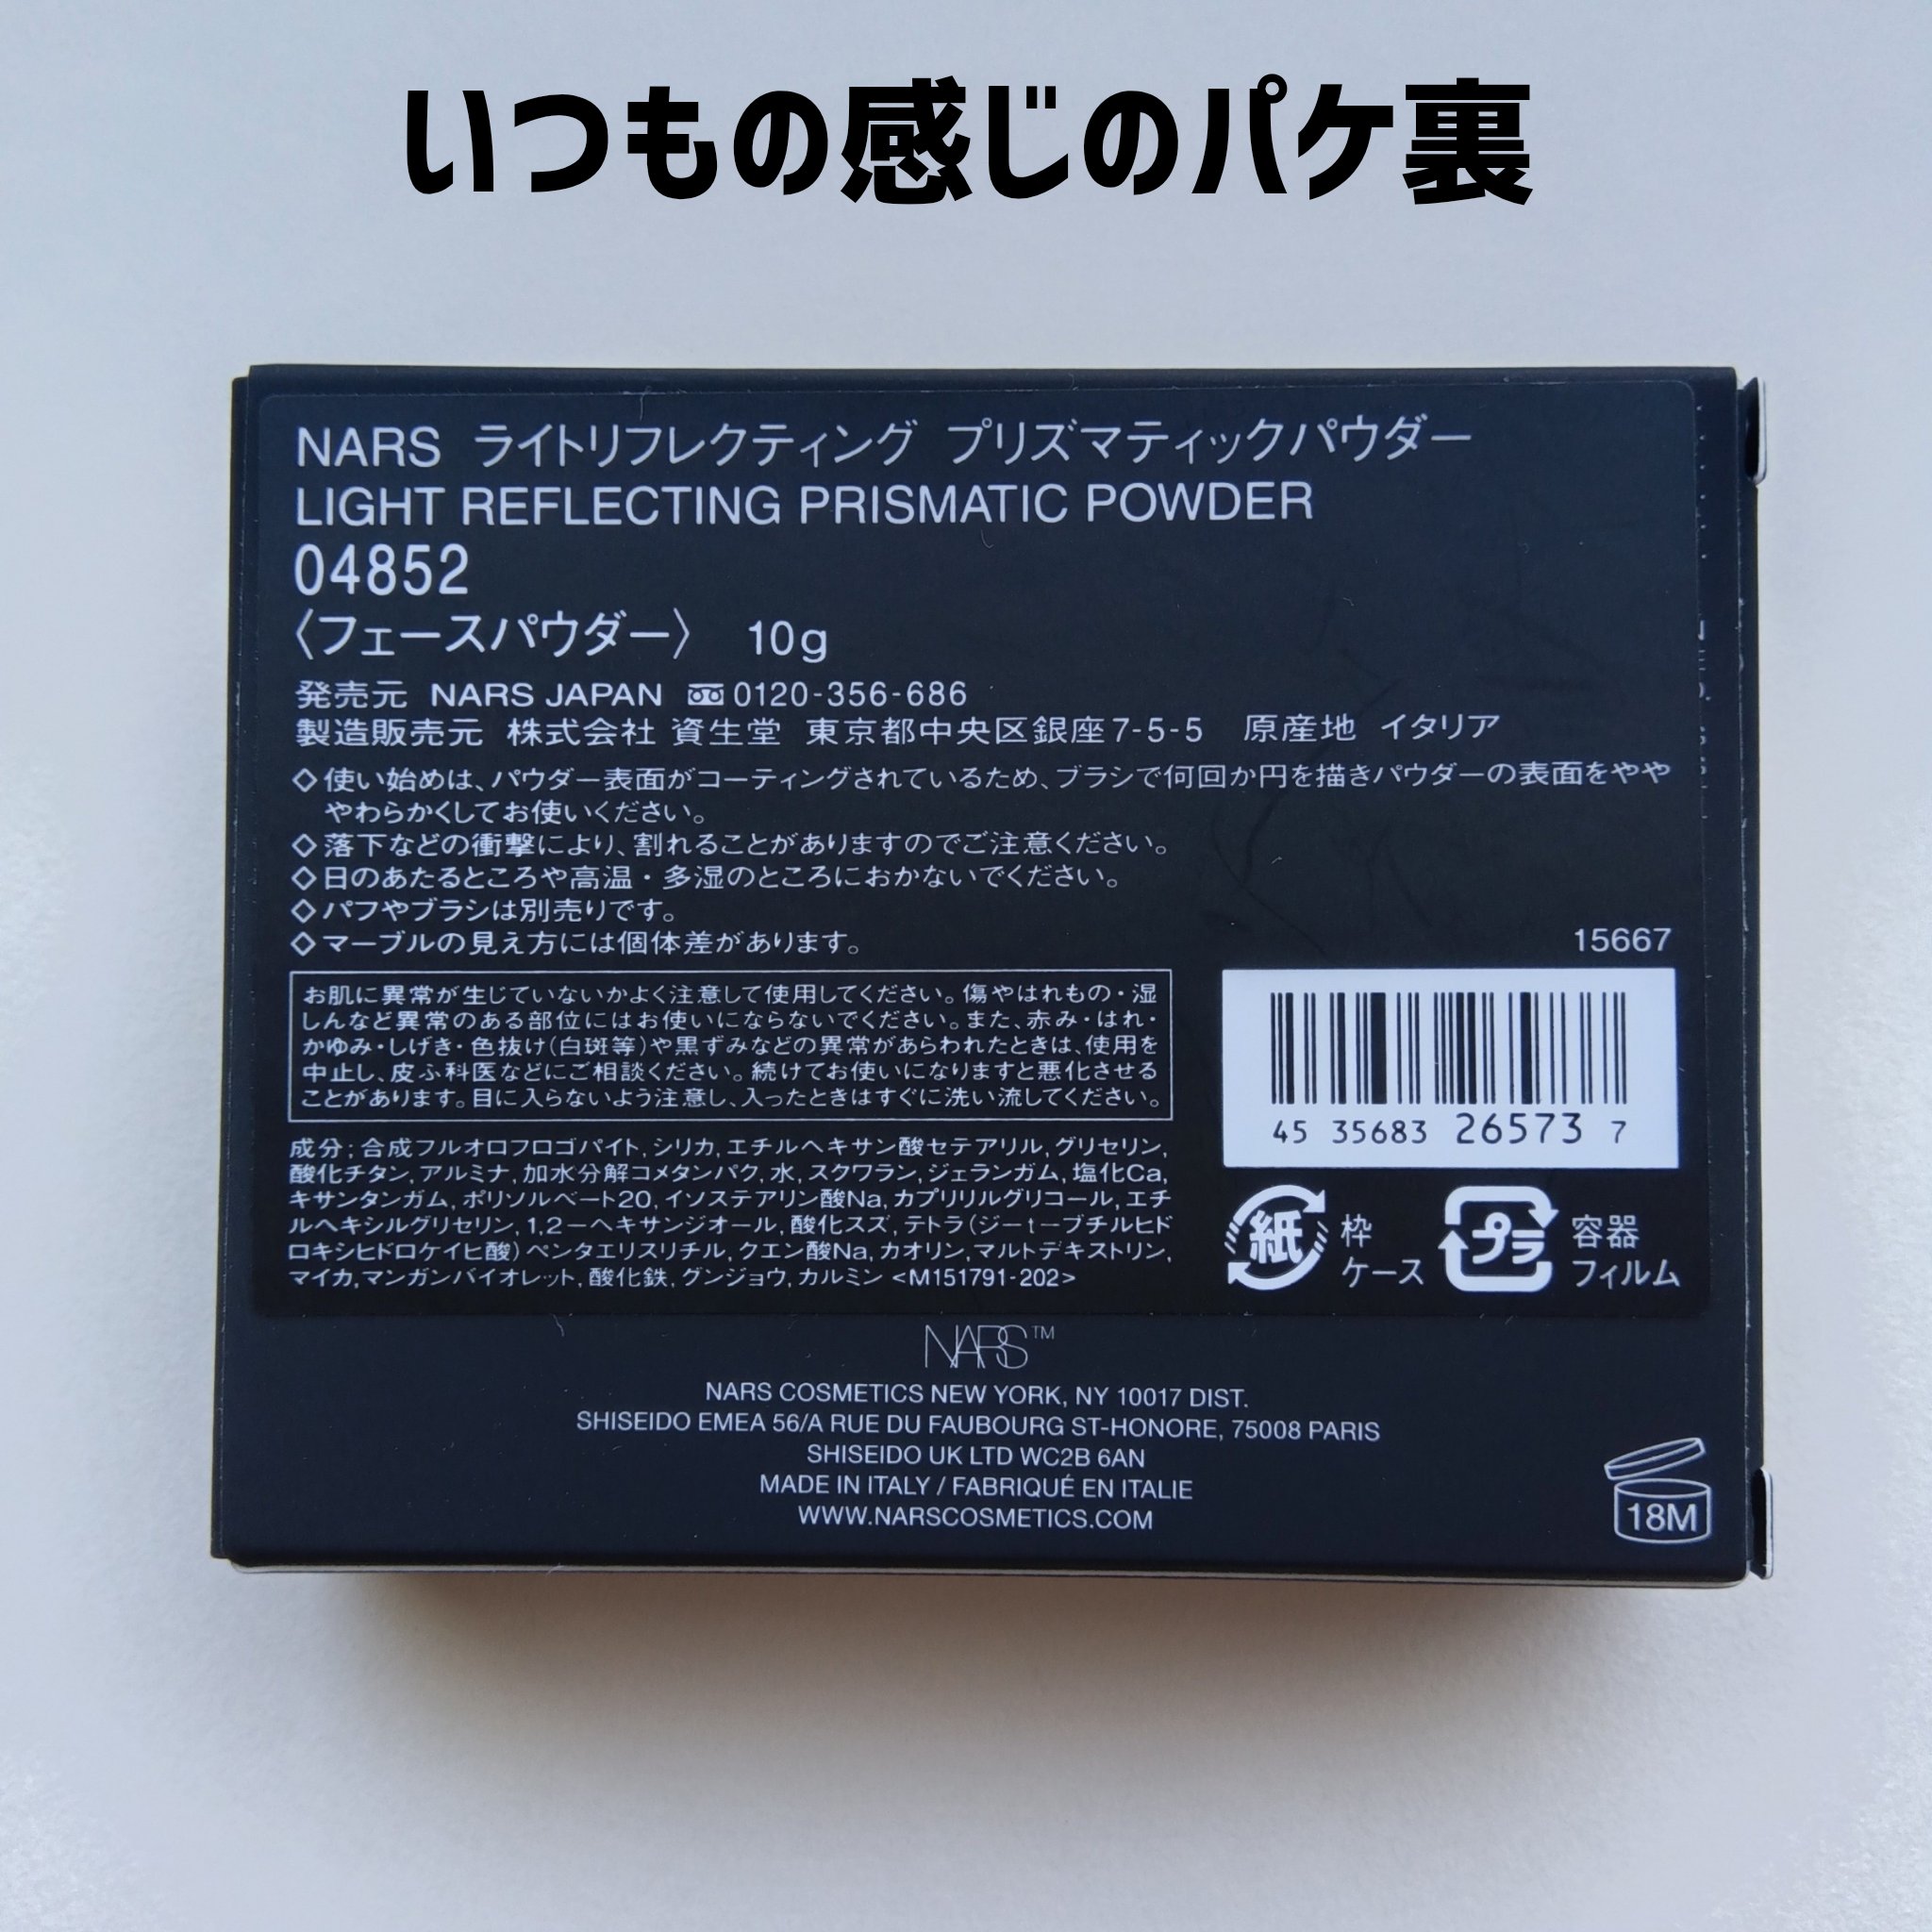 いつもの感じのパケ裏
NARS ライトリフレクティング プリズマティックパウダー
LIGHT REFLECTING PRISMATIC POWDER
04852
〈フェースパウダー〉 10g
発売元 NARS JAPAN 0120-356-686
製造販売元 株式会社 資生堂 東京都中央区銀座7-5-5 原産地 イタリア
◇使い始めは、パウダー表面がコーティングされているため、ブラシで何回か円を描きパウダーの表面をやや
やわらかくしてお使いください。
◇落下などの衝撃により、割れることがありますのでご注意ください。
◇日のあたるところや高温・多湿のところにおかないでください。
◇パフやブラシは別売りです。
◇マーブルの見え方には個体差があります。
お肌に異常が生じていないかよく注意して使用してください。傷やはれもの・湿
しんなど異常のある部位にはお使いにならないでください。また、赤み・はれ・
かゆみ・しげき・色抜け(白斑等)や黒ずみなどの異常があらわれたときは、使用を
中止し、皮ふ科医などにご相談ください。続けてお使いになりますと悪化させる
ことがあります。目に入らないよう注意し、入ったときはすぐに洗い流してください。
成分;合成フルオロフロゴパイト,シリカ,エチルヘキサン酸セテアリル,グリセリン,
酸化チタン,アルミナ,加水分解コメタンパク,水,スクワラン,ジェランガム,塩化Ca,
キサンタンガム,ポリソルベート20,イソステアリン酸Na,カプリリルグリコール,エチ
ルヘキシルグリセリン,1,2-ヘキサンジオール,酸化スズ,テトラ(ジ-t-ブチルヒド
ロキシヒドロケイヒ酸)ペンタエリスリチル,クエン酸Na,カオリン,マルトデキストリン,
マイカ,マンガンバイオレット,酸化鉄,グンジョウ,カルミン <M151791-202>
15667
45 35683 26573 7
紙 枠 ケース
プラ 容器 フィルム
NARS™
NARS COSMETICS NEW YORK, NY 10017 DIST.
SHISEIDO EMEA 56/A RUE DU FAUBOURG ST-HONORE, 75008 PARIS
SHISEIDO UK LTD WC2B 6AN
MADE IN ITALY / FABRIQUÉ EN ITALIE
WWW.NARSCOSMETICS.COM
18M